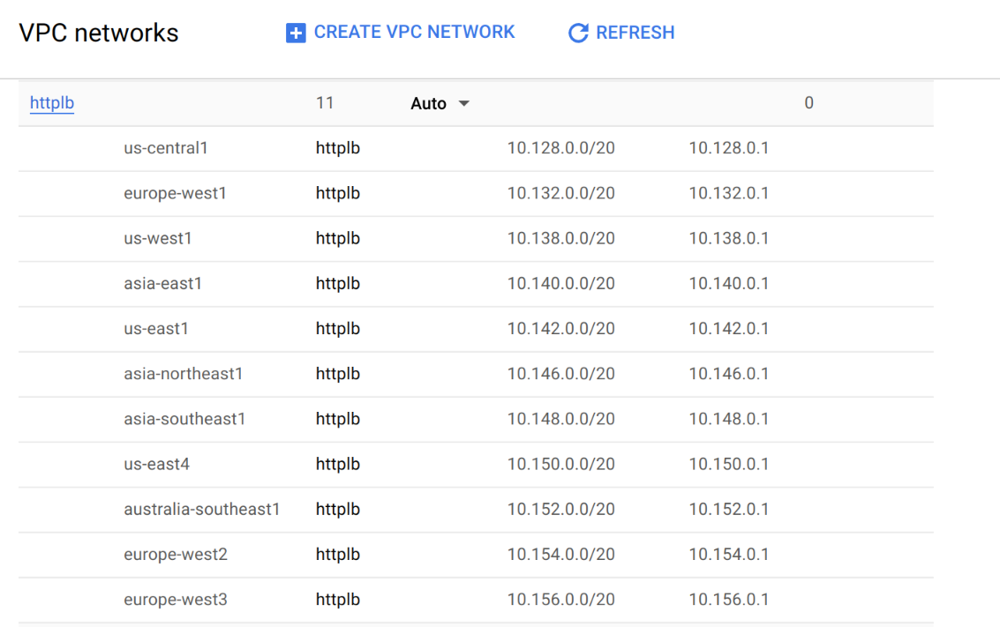 VPC networks CREATE VPC NETWORK REFRESH
httplb 11 Auto 0
us-central1 httplb 10.128.0.0/20 10.128.0.1
europe-west1 httplb 10.132.0.0/20 10.132.0.1
us-west1 httplb 10.138.0.0/20 10.138.0.1
asia-east1 httplb 10.140.0.0/20 10.140.0.1
us-east1 httplb 10.142.0.0/20 10.142.0.1
asia-northeast1 httplb 10.146.0.0/20 10.146.0.1
asia-southeast1 httplb 10.148.0.0/20 10.148.0.1
us-east4 httplb 10.150.0.0/20 10.150.0.1
australia-southeast1 httplb 10.152.0.0/20 10.152.0.1
europe-west2 httplb 10.154.0.0/20 10.154.0.1
europe-west3 httplb 10.156.0.0/20 10.156.0.1